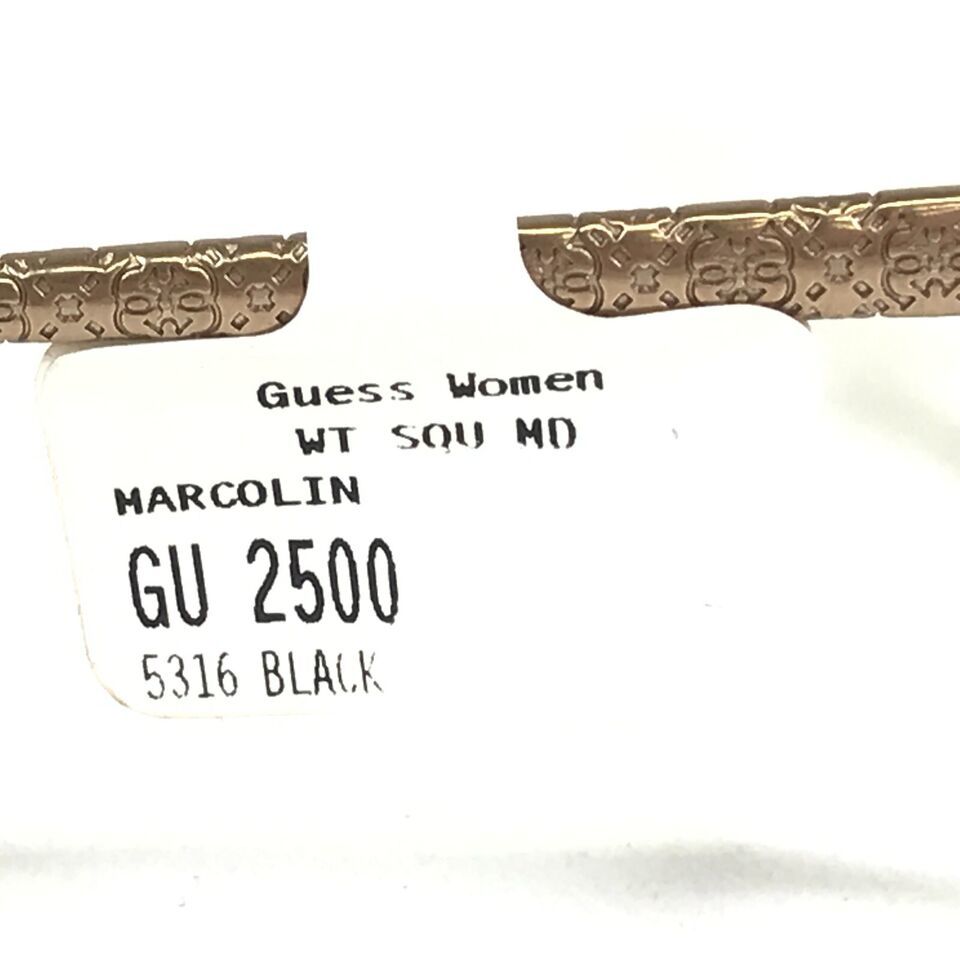 Guess Women
WT SQU MD
MARCOLIN
GU 2500
5316 BLACK